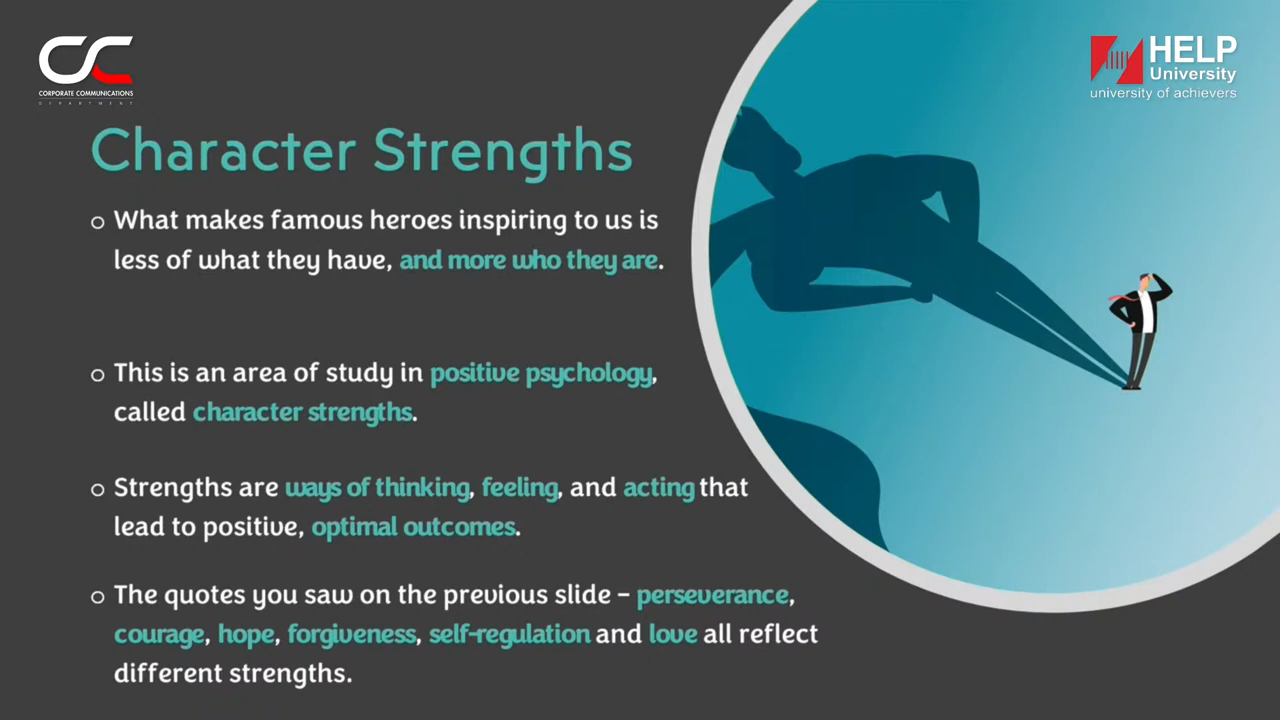 CORPORATE COMMUNICATIONS
DEPARTMENT
HELP
University
university of achievers
Character Strengths
What makes famous heroes inspiring to us is
less of what they have, and more who they are.
This is an area of study in positive psychology,
called character strengths.
Strengths are ways of thinking, feeling, and acting that
lead to positive, optimal outcomes.
The quotes you saw on the previous slide – perseverance,
courage, hope, forgiveness, self-regulation and love all reflect
different strengths.